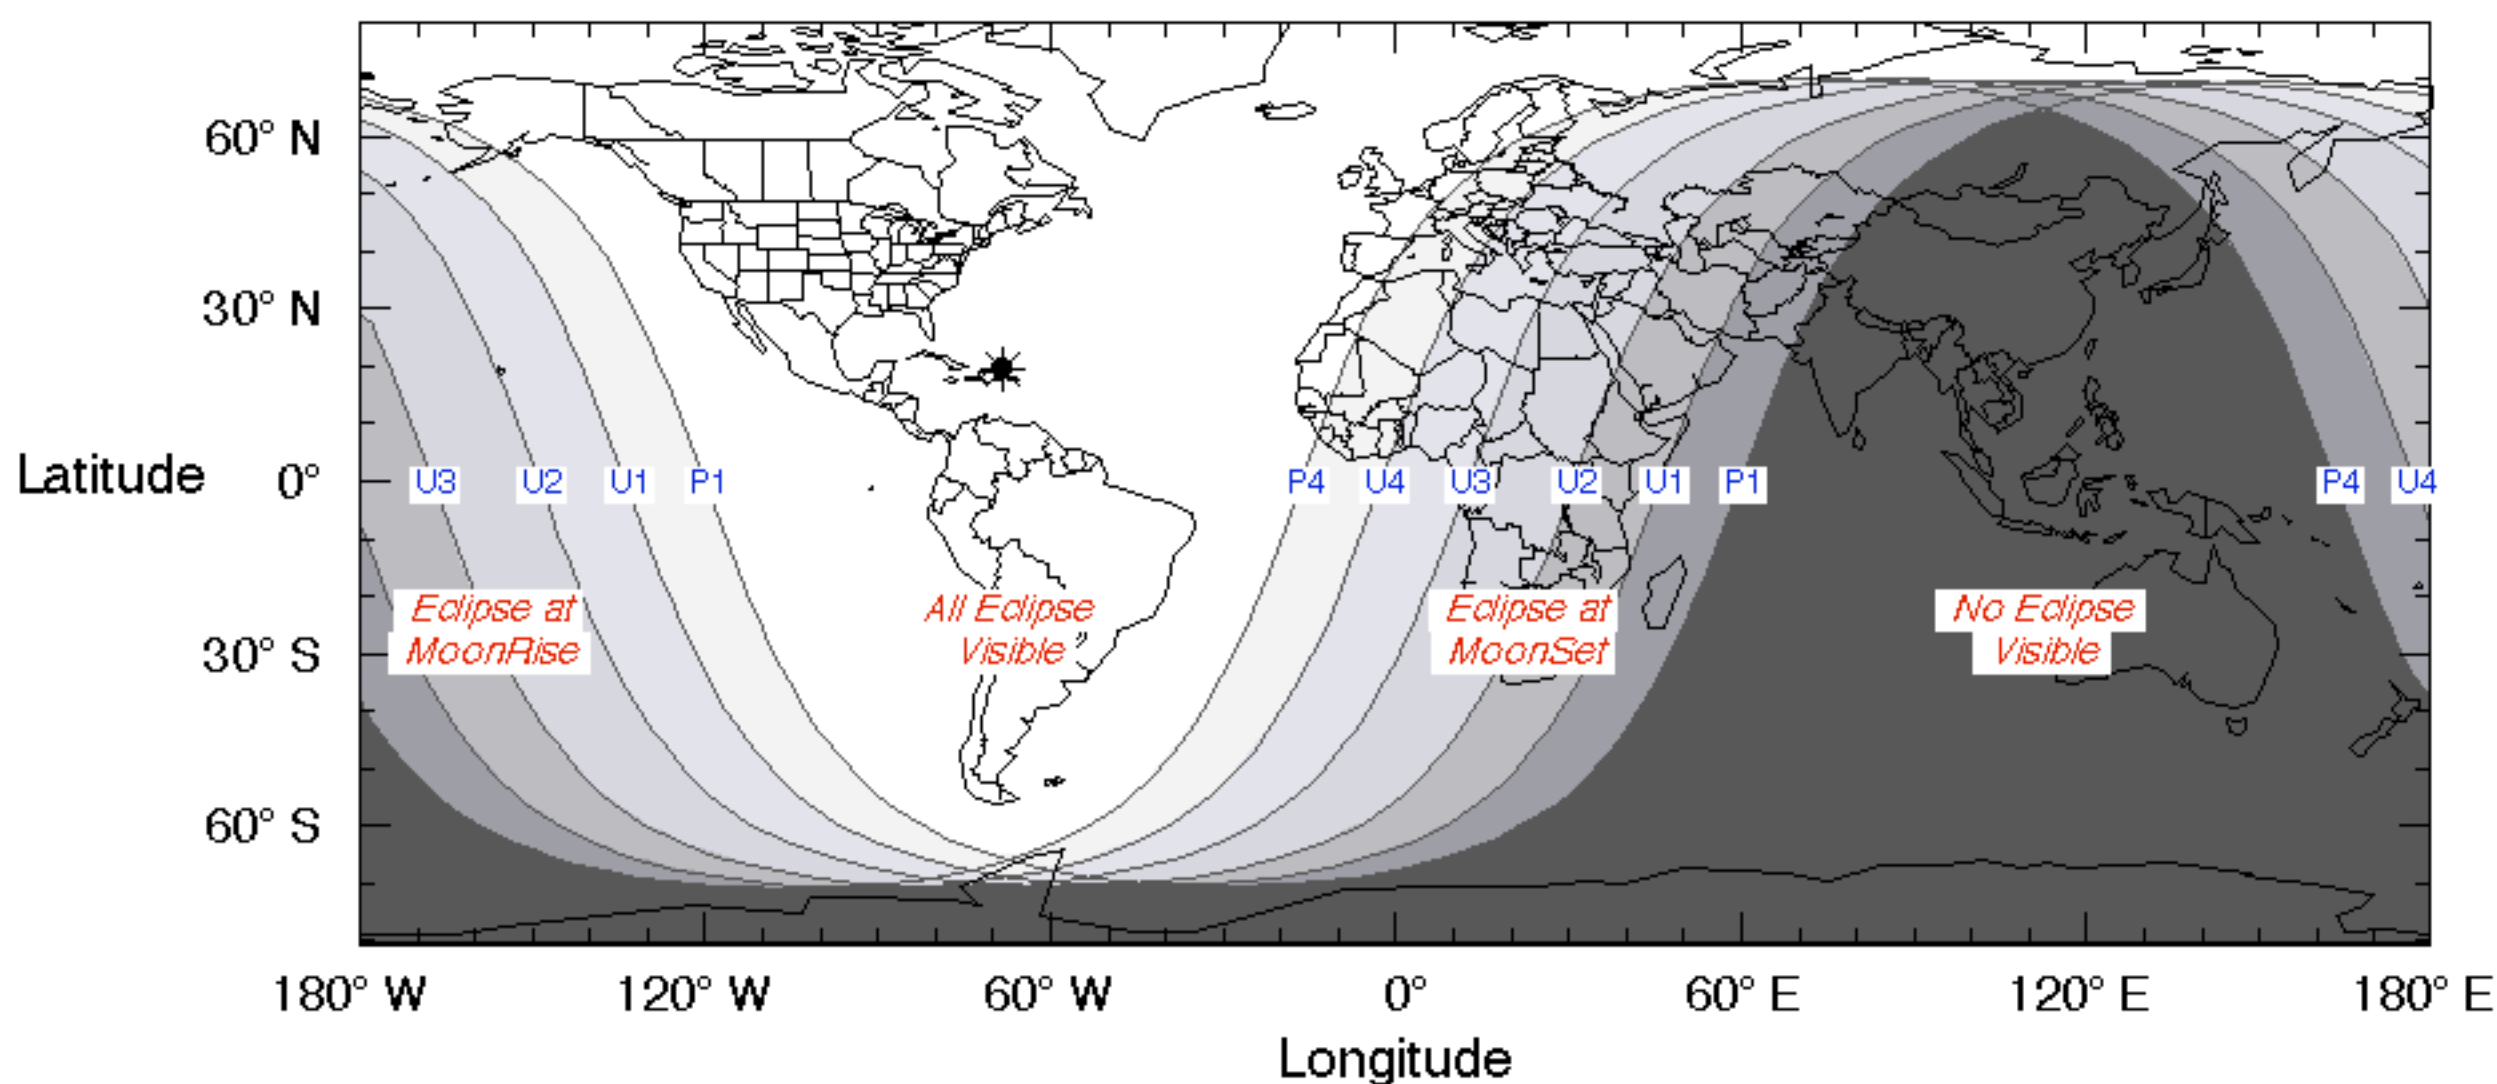 60° N
30° N
Latitude 0°
U3 U2 U1 P1 P4 U4 U3 U2 U1 P1 P4 U4
Eclipse at All Eclipse Eclipse at No Eclipse
MoonRise Visible MoonSet Visible
30° S
60° S
180° W 120° W 60° W 0° 60° E 120° E 180° E
Longitude